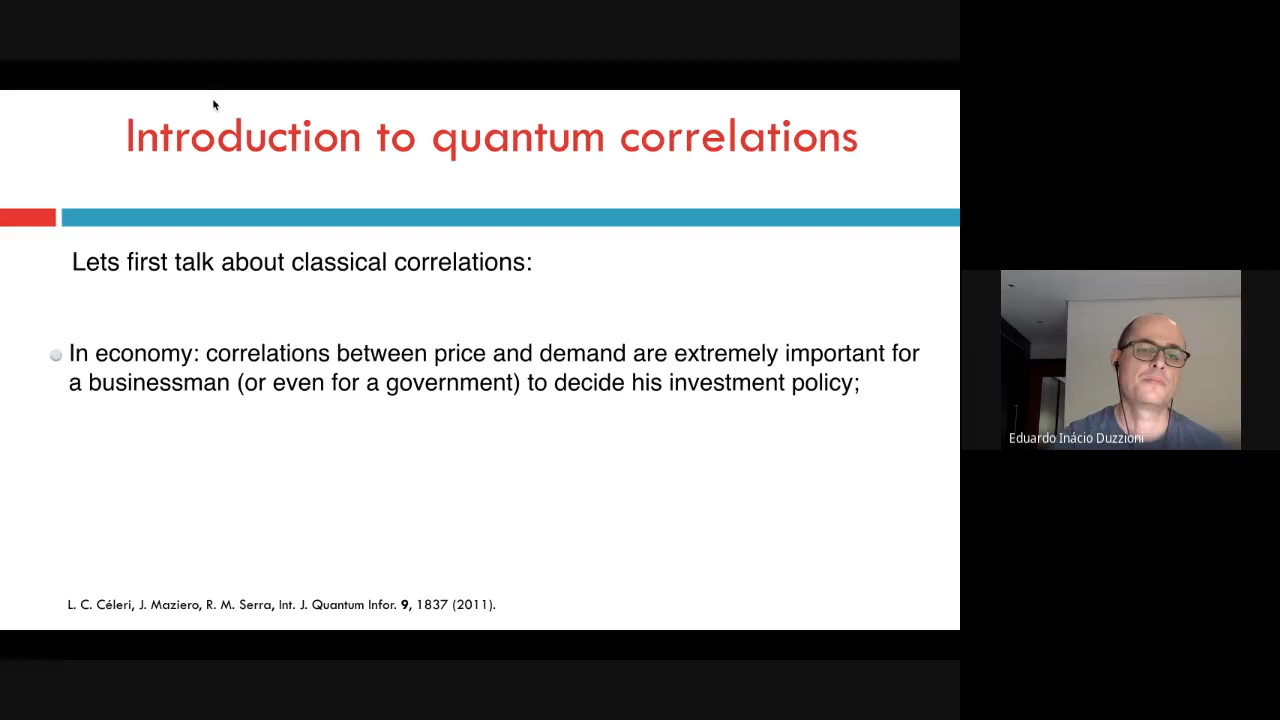 Introduction to quantum correlations
Lets first talk about classical correlations:
In economy: correlations between price and demand are extremely important for
a businessman (or even for a government) to decide his investment policy;
L. C. Céleri, J. Maziero, R. M. Serra, Int. J. Quantum Infor. 9, 1837 (2011).
Eduardo Inácio Duzzioni